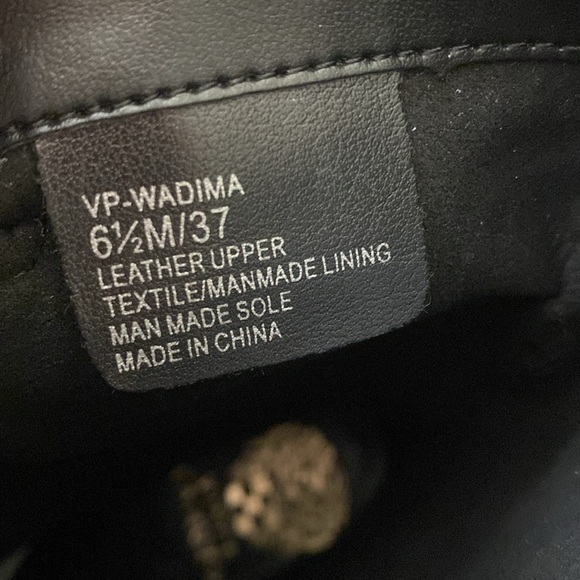 VP-WADIMA
6½M/37
LEATHER UPPER
TEXTILE/MANMADE LINING
MAN MADE SOLE
MADE IN CHINA